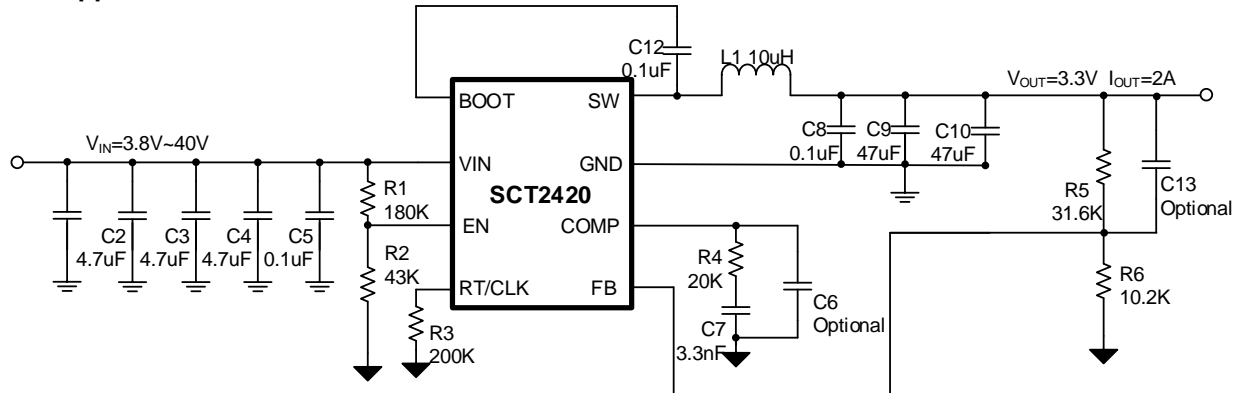 C12
0.1uF
L1 10uH
BOOT
SW
VOUT=3.3V IOUT=2A
VIN=3.8V~40V
C8
0.1uF
C9
47uF
C10
47uF
VIN
GND
SCT2420
R1
180K
R5
31.6K
C13
Optional
C2
4.7uF
C3
4.7uF
C4
4.7uF
C5
0.1uF
EN
COMP
R2
43K
R4
20K
RT/CLK
FB
C6
Optional
R6
10.2K
R3
200K
C7
3.3nF